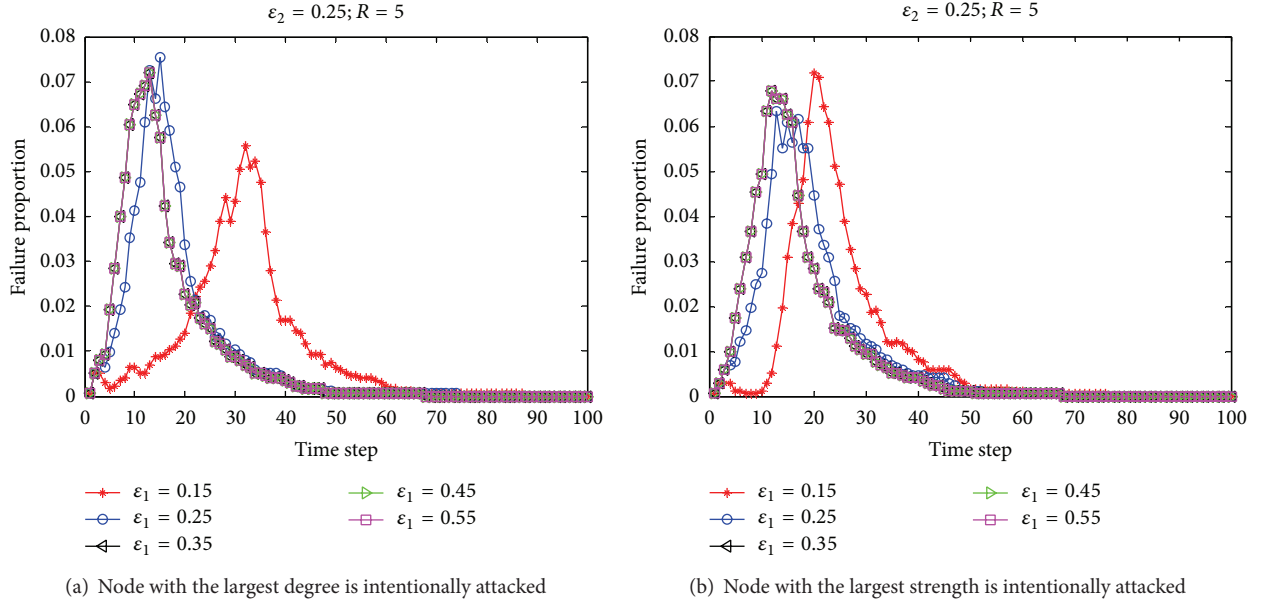 ε2 = 0.25; R = 5
Failure proportion
0.08
0.07
0.06
0.05
0.04
0.03
0.02
0.01
0
0 10 20 30 40 50 60 70 80 90 100
Time step
ε1 = 0.15
ε1 = 0.25
ε1 = 0.35
ε1 = 0.45
ε1 = 0.55
(a) Node with the largest degree is intentionally attacked
ε2 = 0.25; R = 5
Failure proportion
0.08
0.07
0.06
0.05
0.04
0.03
0.02
0.01
0
0 10 20 30 40 50 60 70 80 90 100
Time step
ε1 = 0.15
ε1 = 0.25
ε1 = 0.35
ε1 = 0.45
ε1 = 0.55
(b) Node with the largest strength is intentionally attacked